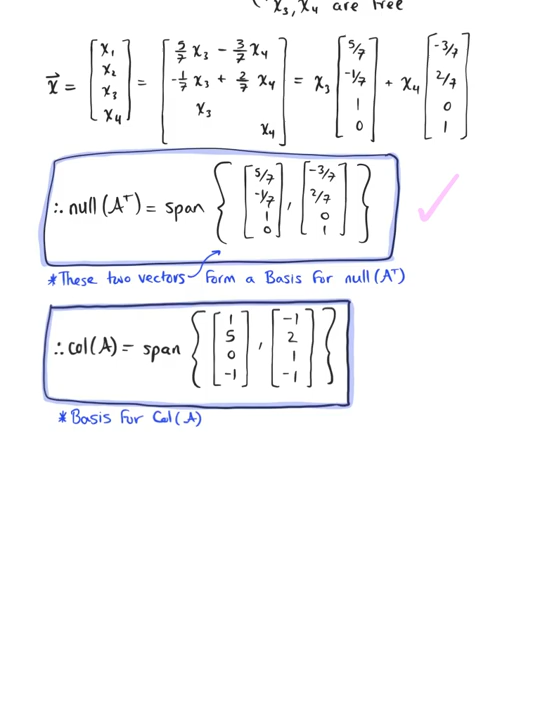 x₃, x₄ are free
x⃗ = [x₁ x₂ x₃ x₄] = [5/7 x₃ - 3/7 x₄, -1/7 x₃ + 2/7 x₄, x₃, x₄] = x₃ [5/7 -1/7 1 0] + x₄ [-3/7 2/7 0 1]
∴ null(Aᵀ) = span { [5/7 -1/7 1 0], [-3/7 2/7 0 1] }
*These two vectors form a Basis for null(Aᵀ)
∴ col(A) = span { [1 5 0 -1], [-1 2 1 -1] }
*Basis for Col(A)